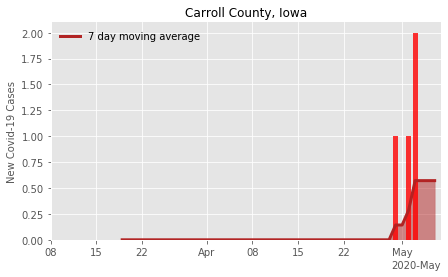 Carroll County, Iowa
7 day moving average
New Covid-19 Cases
2.00
1.75
1.50
1.25
1.00
0.75
0.50
0.25
0.00
08 15 22 Apr 08 15 22 May
2020-May